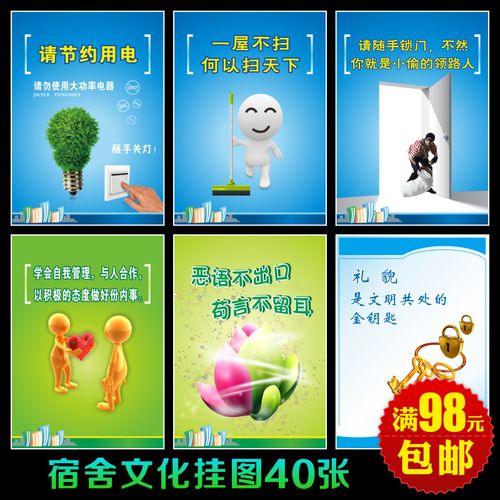 请节约用电
请勿使用大功率电器
JIEYUE YONGSHUI
随手关灯!
一屋不扫
何以扫天下
请随手锁门，不然
你就是小偷的领路人
学会自我管理，与人合作，
以积极的态度做好份内事。
恶语不出口
苟言不留耳
礼 貌
是文明共处的
金钥匙
满98元
包邮
宿舍文化挂图40张